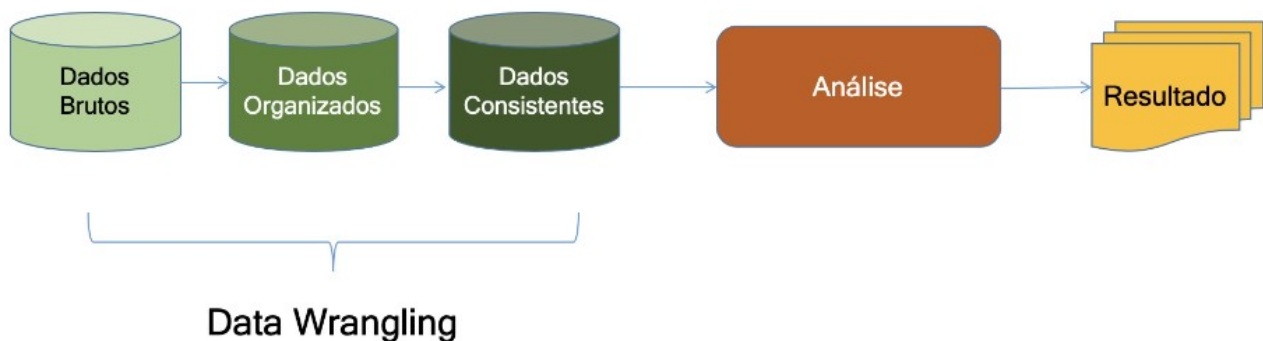 Dados
Brutos
Dados
Organizados
Dados
Consistentes
Análise
Resultado
Data Wrangling